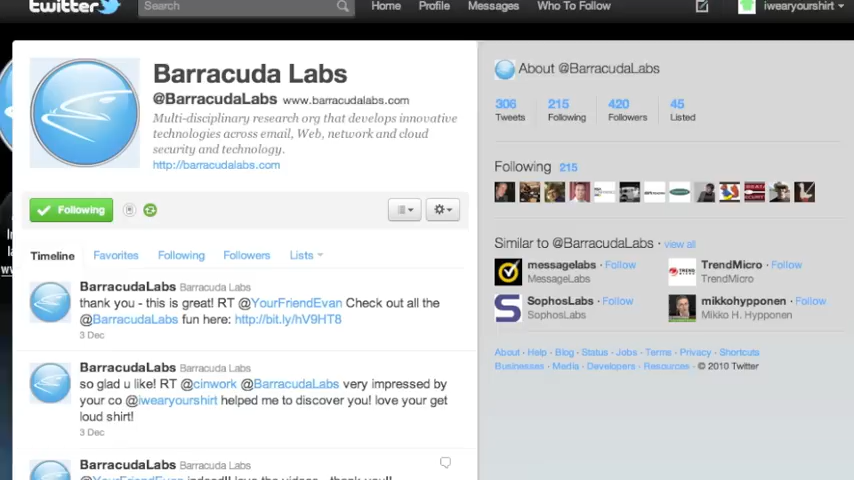 twitter
Search
Home Profile Messages Who To Follow
iwearyourshirt
Barracuda Labs
@BarracudaLabs www.barracudalabs.com
Multi-disciplinary research org that develops innovative
technologies across email, Web, network and cloud
security and technology.
http://barracudalabs.com
Following
Timeline Favorites Following Followers Lists
BarracudaLabs Barracuda Labs
thank you - this is great! RT @YourFriendEvan Check out all the
@BarracudaLabs fun here: http://bit.ly/hV9HT8
3 Dec
BarracudaLabs Barracuda Labs
so glad u like! RT @cinwork @BarracudaLabs very impressed by
your co @iwearyourshirt helped me to discover you! love your get
loud shirt!
3 Dec
BarracudaLabs Barracuda Labs
About @BarracudaLabs
306 215 420 45
Tweets Following Followers Listed
Following 215
Similar to @BarracudaLabs · view all
messagelabs · Follow
MessageLabs
TrendMicro · Follow
TrendMicro
SophosLabs · Follow
SophosLabs
mikkohypponen · Follow
Mikko H. Hypponen
About · Help · Blog · Status · Jobs · Terms · Privacy · Shortcuts
Businesses · Media · Developers · Resources · © 2010 Twitter